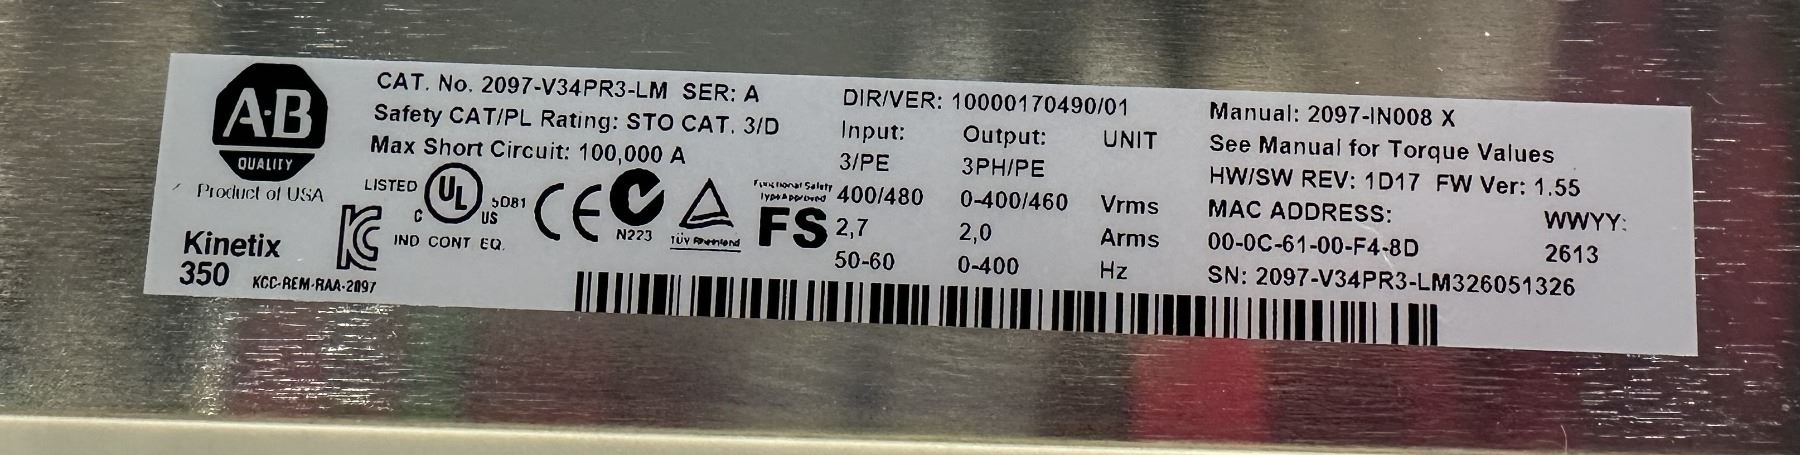 A·B
QUALITY
Product of USA
Kinetix
350
CAT. No. 2097-V34PR3-LM SER: A
Safety CAT/PL Rating: STO CAT. 3/D
Max Short Circuit: 100,000 A
LISTED
C UL US
5D81
IND CONT EQ.
KCC-REM-RAA-2097
CE
N223
TÜV Rheinland
Functional Safety
Type Approved
FS
DIR/VER: 10000170490/01
Input: Output: UNIT
3/PE 3PH/PE
400/480 0-400/460 Vrms
2,7 2,0 Arms
50-60 0-400 Hz
Manual: 2097-IN008 X
See Manual for Torque Values
HW/SW REV: 1D17 FW Ver: 1.55
MAC ADDRESS: WWYY:
00-0C-61-00-F4-8D 2613
SN: 2097-V34PR3-LM326051326